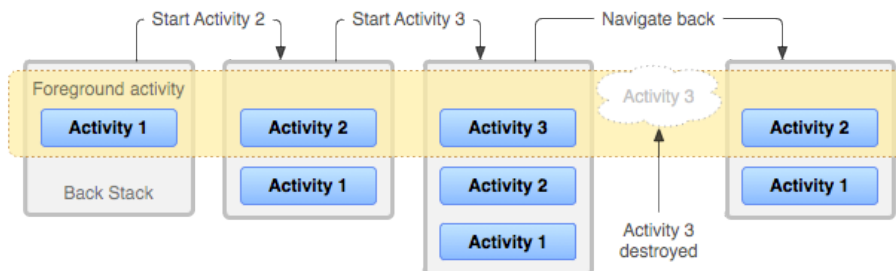 Start Activity 2
Start Activity 3
Navigate back
Foreground activity
Activity 1
Back Stack
Activity 2
Activity 1
Activity 3
Activity 2
Activity 1
Activity 3
Activity 3
destroyed
Activity 2
Activity 1